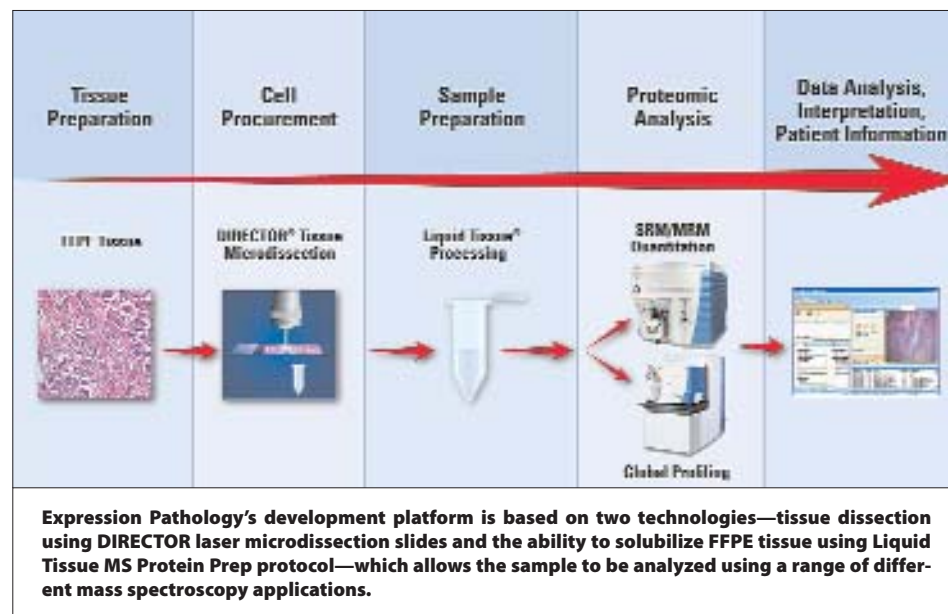 Tissue
Preparation
Cell
Procurement
Sample
Preparation
Proteomic
Analysis
Data Analysis,
Interpretation,
Patient Information
FFPE Tissue
DIRECTOR® Tissue
Microdissection
Liquid Tissue®
Processing
SRM/MRM
Quantitation
Global Profiling
Expression Pathology’s development platform is based on two technologies—tissue dissection
using DIRECTOR laser microdissection slides and the ability to solubilize FFPE tissue using Liquid
Tissue MS Protein Prep protocol—which allows the sample to be analyzed using a range of differ-
ent mass spectroscopy applications.